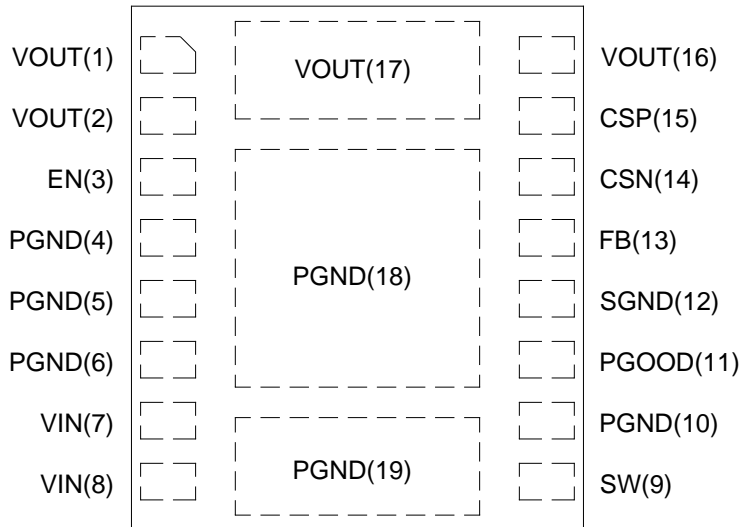 VOUT(1)
VOUT(2)
EN(3)
PGND(4)
PGND(5)
PGND(6)
VIN(7)
VIN(8)
VOUT(17)
PGND(18)
PGND(19)
VOUT(16)
CSP(15)
CSN(14)
FB(13)
SGND(12)
PGOOD(11)
PGND(10)
SW(9)